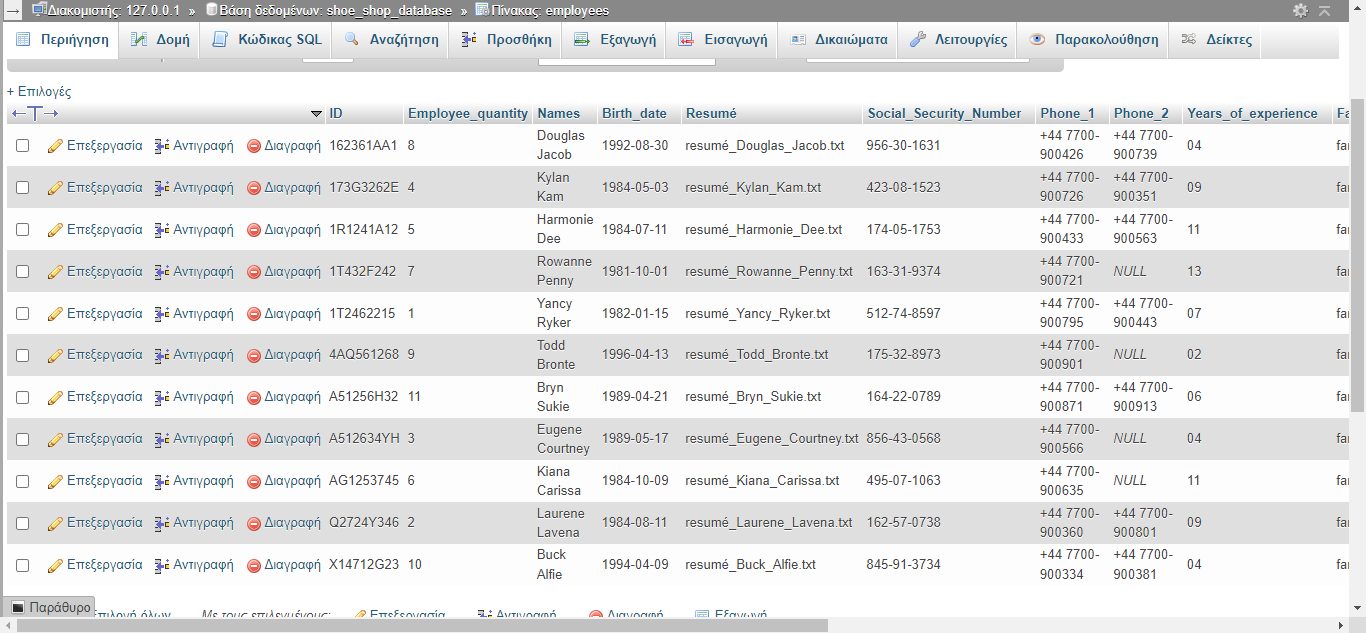 Διακομιστής: 127.0.0.1 » Βάση δεδομένων: shoe_shop_database » Πίνακας: employees
Περιήγηση Δομή Κώδικας SQL Αναζήτηση Προσθήκη Εξαγωγή Εισαγωγή Δικαιώματα Λειτουργίες Παρακολούθηση Δείκτες
+ Επιλογές
←T→ ID Employee_quantity Names Birth_date Resumé Social_Security_Number Phone_1 Phone_2 Years_of_experience Fa
Επεξεργασία Αντιγραφή Διαγραφή 162361AA1 8 Douglas Jacob 1992-08-30 resumé_Douglas_Jacob.txt 956-30-1631 +44 7700-900426 +44 7700-900739 04 fa
Επεξεργασία Αντιγραφή Διαγραφή 173G3262E 4 Kylan Kam 1984-05-03 resumé_Kylan_Kam.txt 423-08-1523 +44 7700-900726 +44 7700-900351 09 fa
Επεξεργασία Αντιγραφή Διαγραφή 1R1241A12 5 Harmonie Dee 1984-07-11 resumé_Harmonie_Dee.txt 174-05-1753 +44 7700-900433 +44 7700-900563 11 fa
Επεξεργασία Αντιγραφή Διαγραφή 1T432F242 7 Rowanne Penny 1981-10-01 resumé_Rowanne_Penny.txt 163-31-9374 +44 7700-900721 NULL 13 fa
Επεξεργασία Αντιγραφή Διαγραφή 1T2462215 1 Yancy Ryker 1982-01-15 resumé_Yancy_Ryker.txt 512-74-8597 +44 7700-900795 +44 7700-900443 07 fa
Επεξεργασία Αντιγραφή Διαγραφή 4AQ561268 9 Todd Bronte 1996-04-13 resumé_Todd_Bronte.txt 175-32-8973 +44 7700-900901 NULL 02 fa
Επεξεργασία Αντιγραφή Διαγραφή A51256H32 11 Bryn Sukie 1989-04-21 resumé_Bryn_Sukie.txt 164-22-0789 +44 7700-900871 +44 7700-900913 06 fa
Επεξεργασία Αντιγραφή Διαγραφή A512634YH 3 Eugene Courtney 1989-05-17 resumé_Eugene_Courtney.txt 856-43-0568 +44 7700-900566 NULL 04 fa
Επεξεργασία Αντιγραφή Διαγραφή AG1253745 6 Kiana Carissa 1984-10-09 resumé_Kiana_Carissa.txt 495-07-1063 +44 7700-900635 NULL 11 fa
Επεξεργασία Αντιγραφή Διαγραφή Q2724Y346 2 Laurene Lavena 1984-08-11 resumé_Laurene_Lavena.txt 162-57-0738 +44 7700-900360 +44 7700-900801 09 fa
Επεξεργασία Αντιγραφή Διαγραφή X14712G23 10 Buck Alfie 1994-04-09 resumé_Buck_Alfie.txt 845-91-3734 +44 7700-900334 +44 7700-900381 04 fa
Παράθυρο πιλογή όλων Με τους επιλεγμένους: Επεξεργασία Αντιγραφή Διαγραφή Εξαγωγή